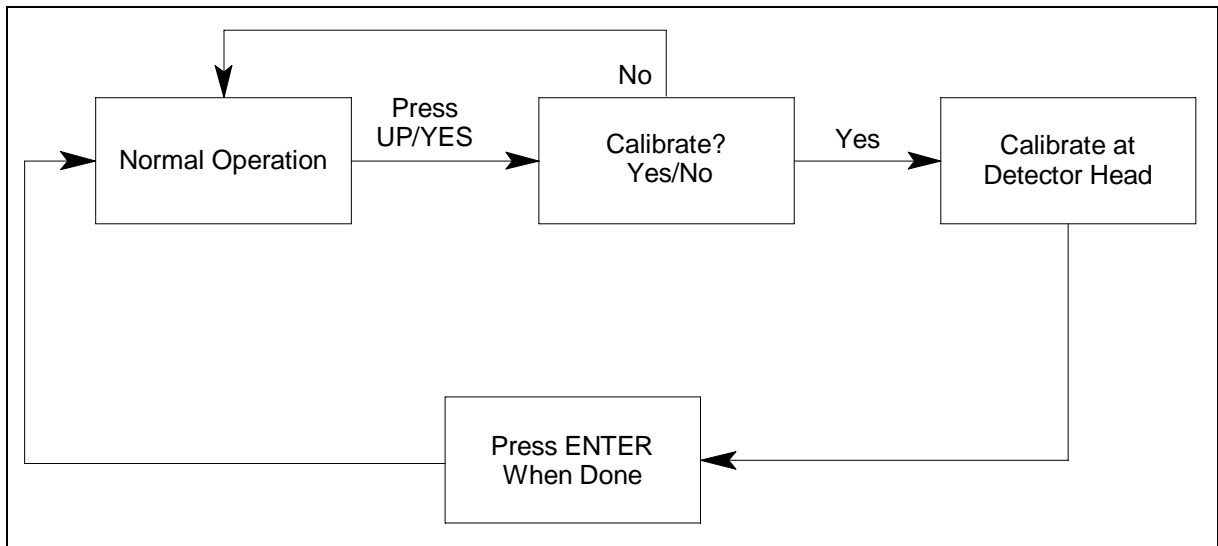 No
Press
UP/YES
Normal Operation
Calibrate?
Yes/No
Yes
Calibrate at
Detector Head
Press ENTER
When Done